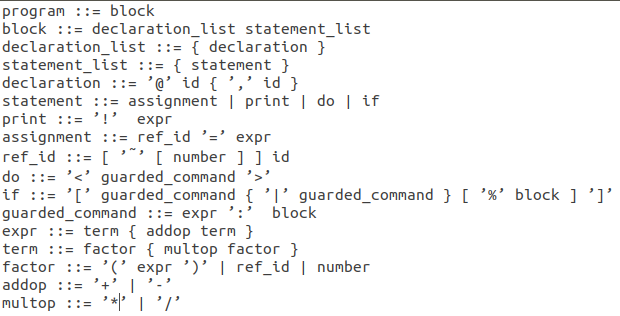 program ::= block
block ::= declaration_list statement_list
declaration_list ::= { declaration }
statement_list ::= { statement }
declaration ::= ’@’ id { ’,’ id }
statement ::= assignment | print | do | if
print ::= ’!’  expr
assignment ::= ref_id ’=’ expr
ref_id ::= [ ’˜’ [ number ] ] id
do ::= ’<’ guarded_command ’>’
if ::= ’[’ guarded_command { ’|’ guarded_command } [ ’%’ block ] ’]’
guarded_command ::= expr ’:’  block
expr ::= term { addop term }
term ::= factor { multop factor }
factor ::= ’(’ expr ’)’ | ref_id | number
addop ::= ’+’ | ’-’
multop ::= ’*’ | ’/’